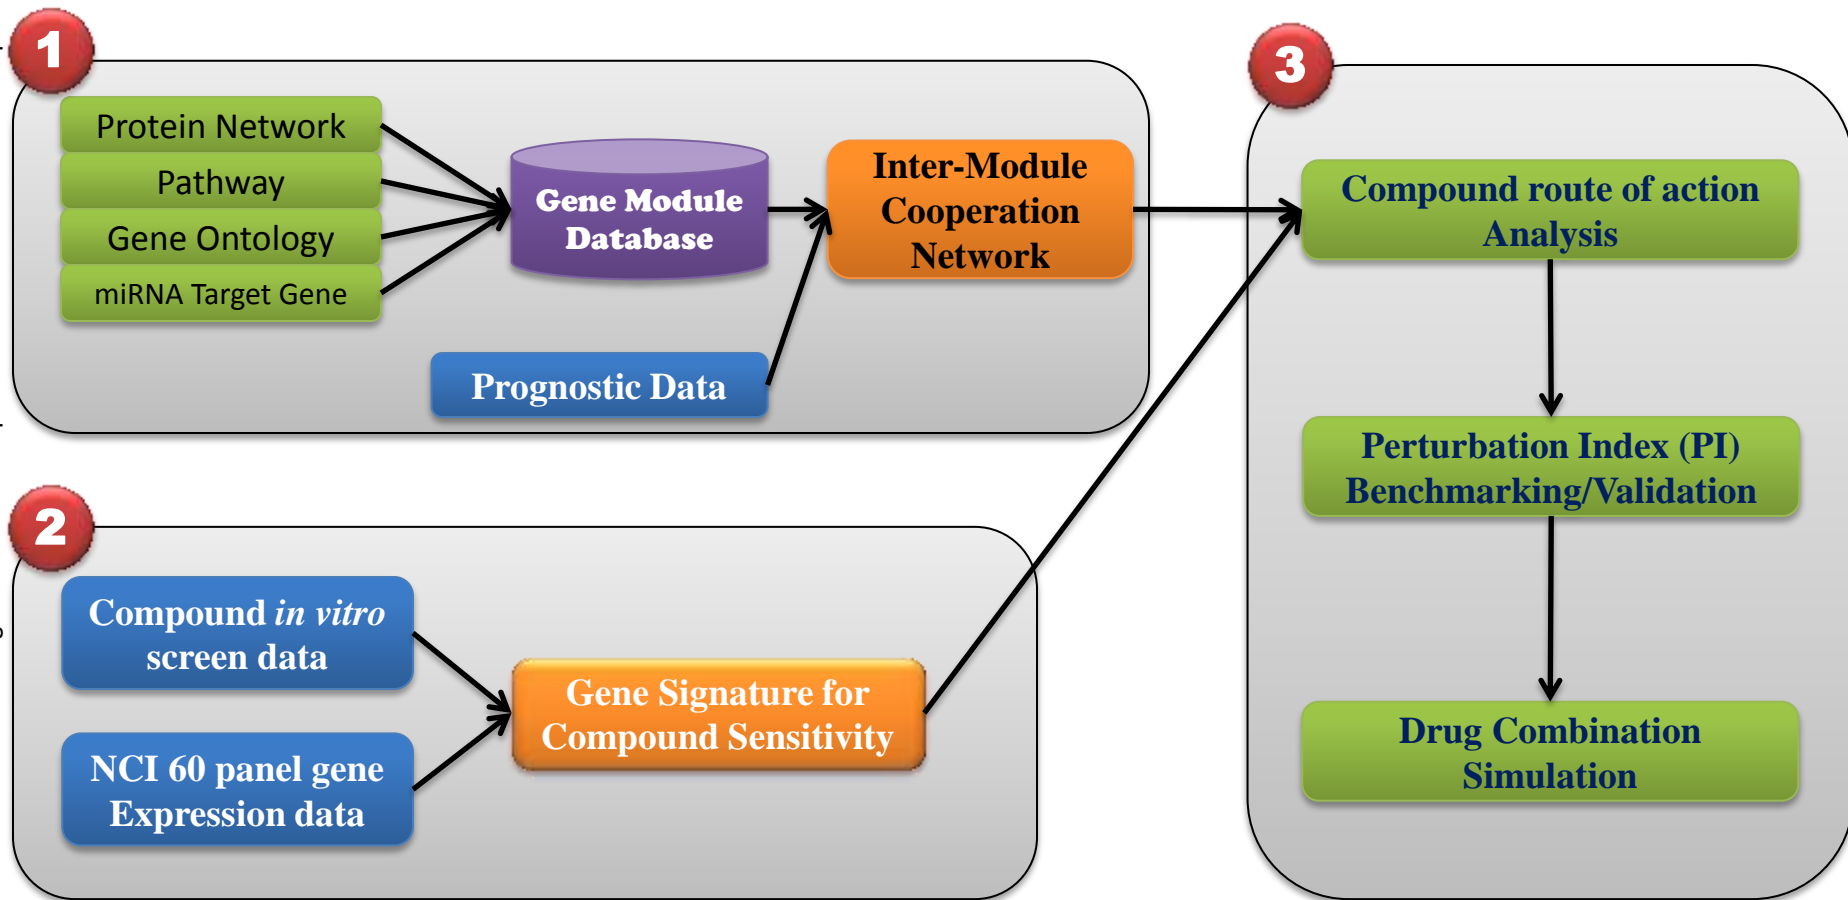 1
Protein Network
Pathway
Gene Ontology
miRNA Target Gene
Gene Module
Database
Inter-Module
Cooperation
Network
Prognostic Data
2
Compound in vitro
screen data
NCI 60 panel gene
Expression data
Gene Signature for
Compound Sensitivity
3
Compound route of action
Analysis
Perturbation Index (PI)
Benchmarking/Validation
Drug Combination
Simulation